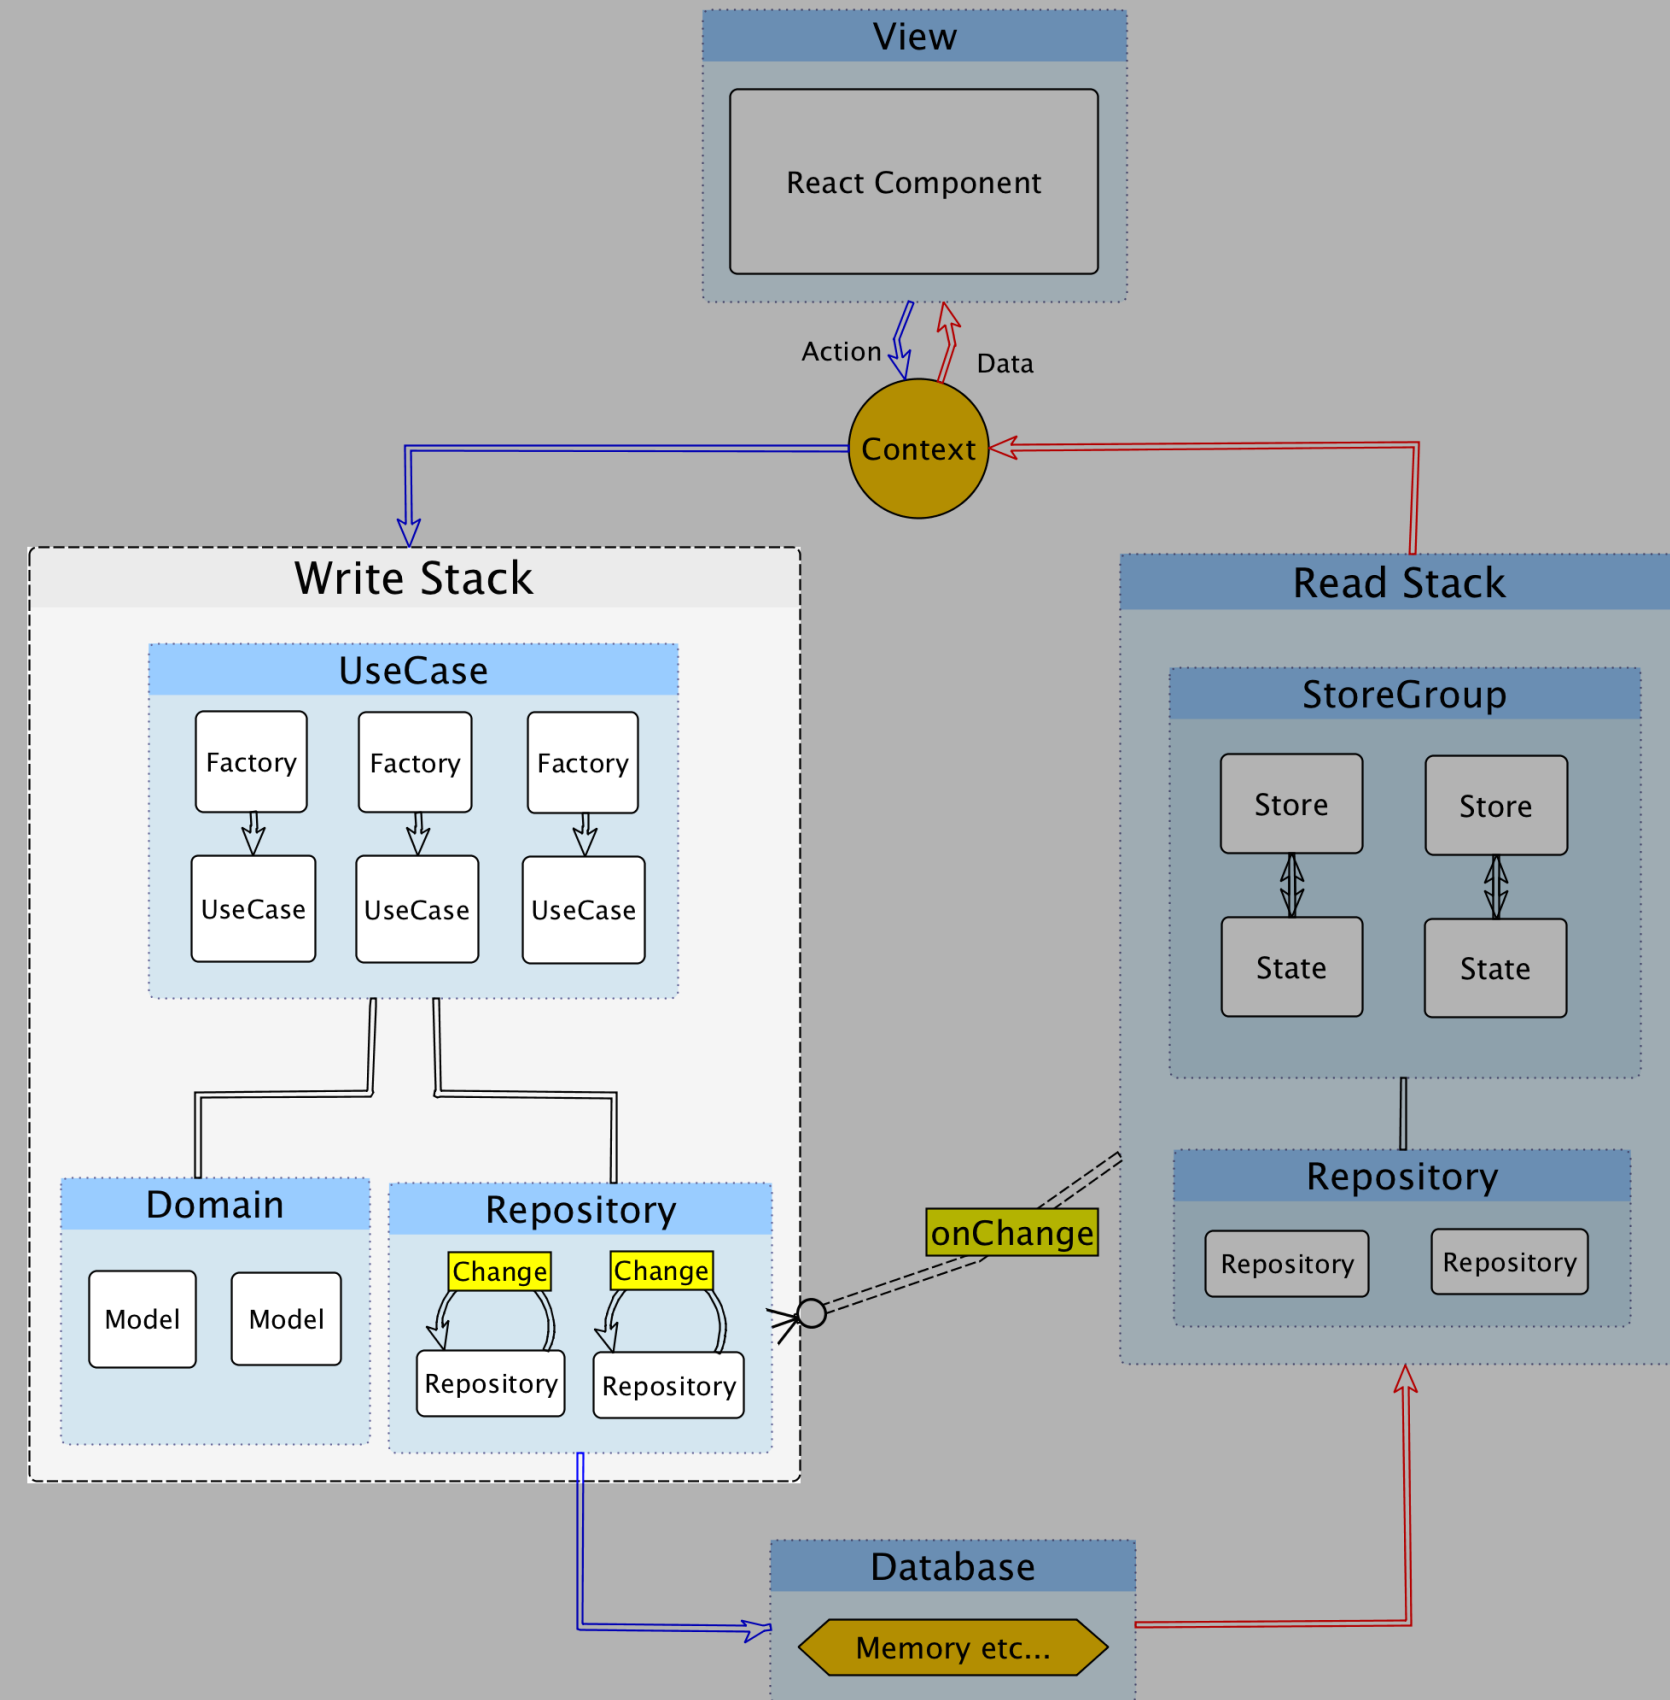 View
React Component
Action
Data
Context
Write Stack
UseCase
Factory
Factory
Factory
UseCase
UseCase
UseCase
Domain
Model
Model
Repository
Change
Change
Repository
Repository
onChange
Read Stack
StoreGroup
Store
Store
State
State
Repository
Repository
Repository
Database
Memory etc...